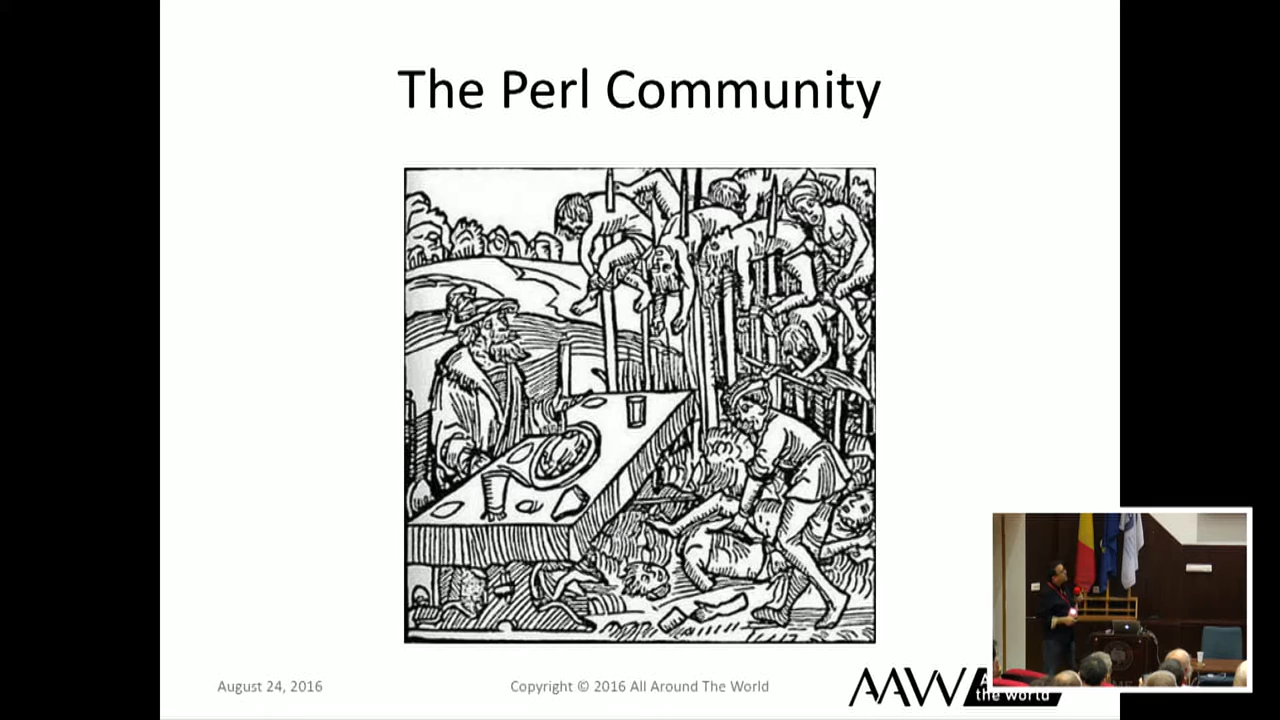 The Perl Community
August 24, 2016
Copyright © 2016 All Around The World
AAW
the world